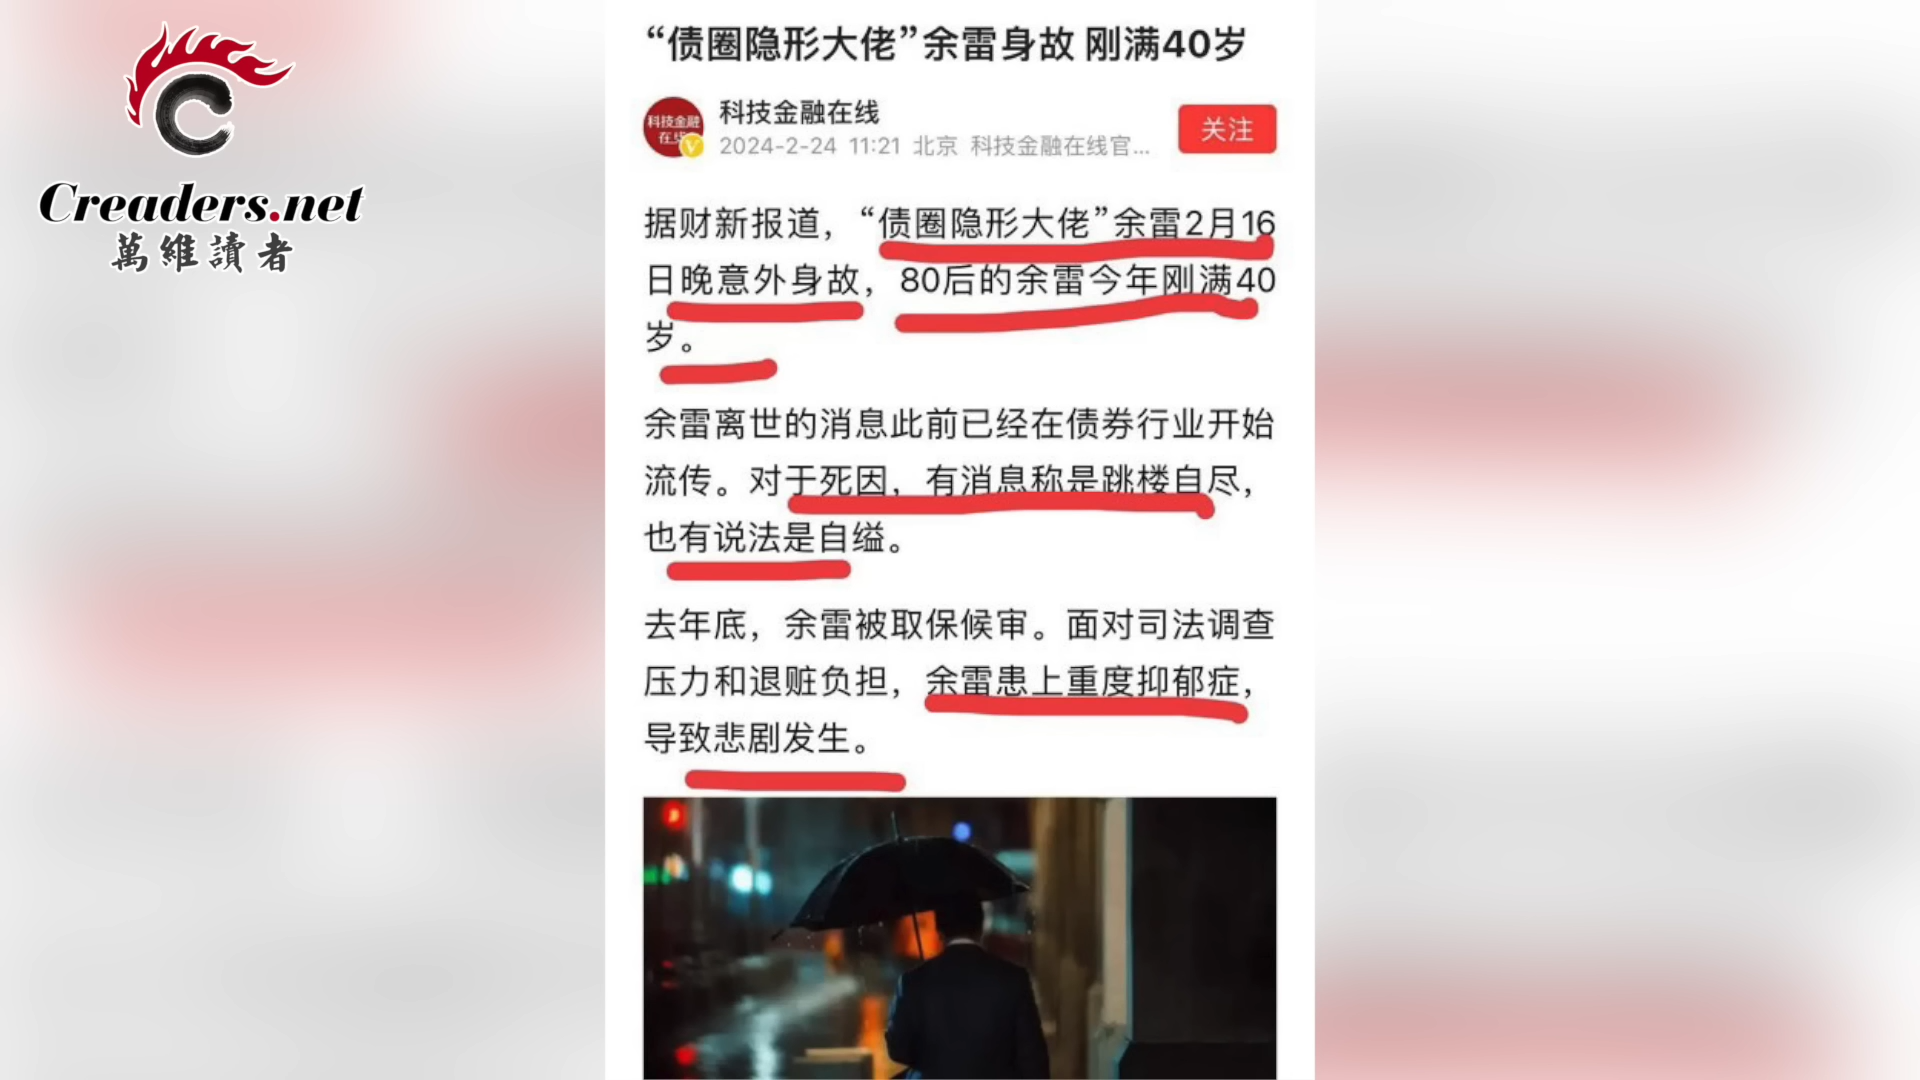 Creaders.net
萬維讀者
“债圈隐形大佬”余雷身故 刚满40岁
科技金融在线
科技金融
在线
V
2024-2-24 11:21 北京 科技金融在线官...
关注
据财新报道，“债圈隐形大佬”余雷2月16
日晚意外身故，80后的余雷今年刚满40
岁。
余雷离世的消息此前已经在债券行业开始
流传。对于死因，有消息称是跳楼自尽，
也有说法是自缢。
去年底，余雷被取保候审。面对司法调查
压力和退赃负担，余雷患上重度抑郁症，
导致悲剧发生。